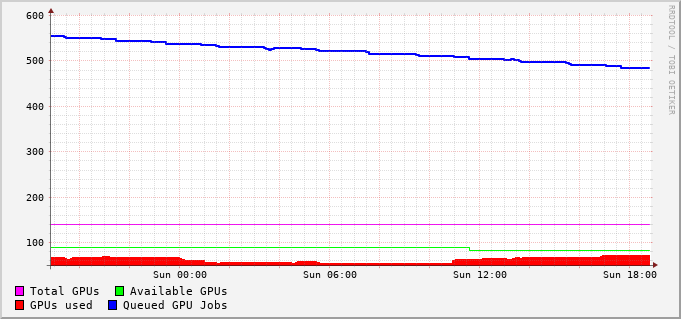 600
500
400
300
200
100
Sun 00:00 Sun 06:00 Sun 12:00 Sun 18:00
Total GPUs Available GPUs
GPUs used Queued GPU Jobs
RRDTOOL / TOBI OETIKER